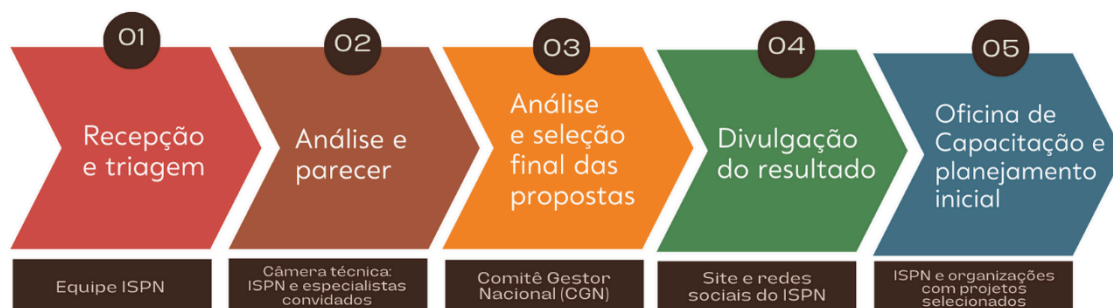 01
Recepção
e triagem
Equipe ISPN
02
Análise e
parecer
Câmera técnica:
ISPN e especialistas
convidados
03
Análise
e seleção
final das
propostas
Comitê Gestor
Nacional (CGN)
04
Divulgação
do resultado
Site e redes
sociais do ISPN
05
Oficina de
Capacitação e
planejamento
inicial
ISPN e organizações
com projetos
selecionados